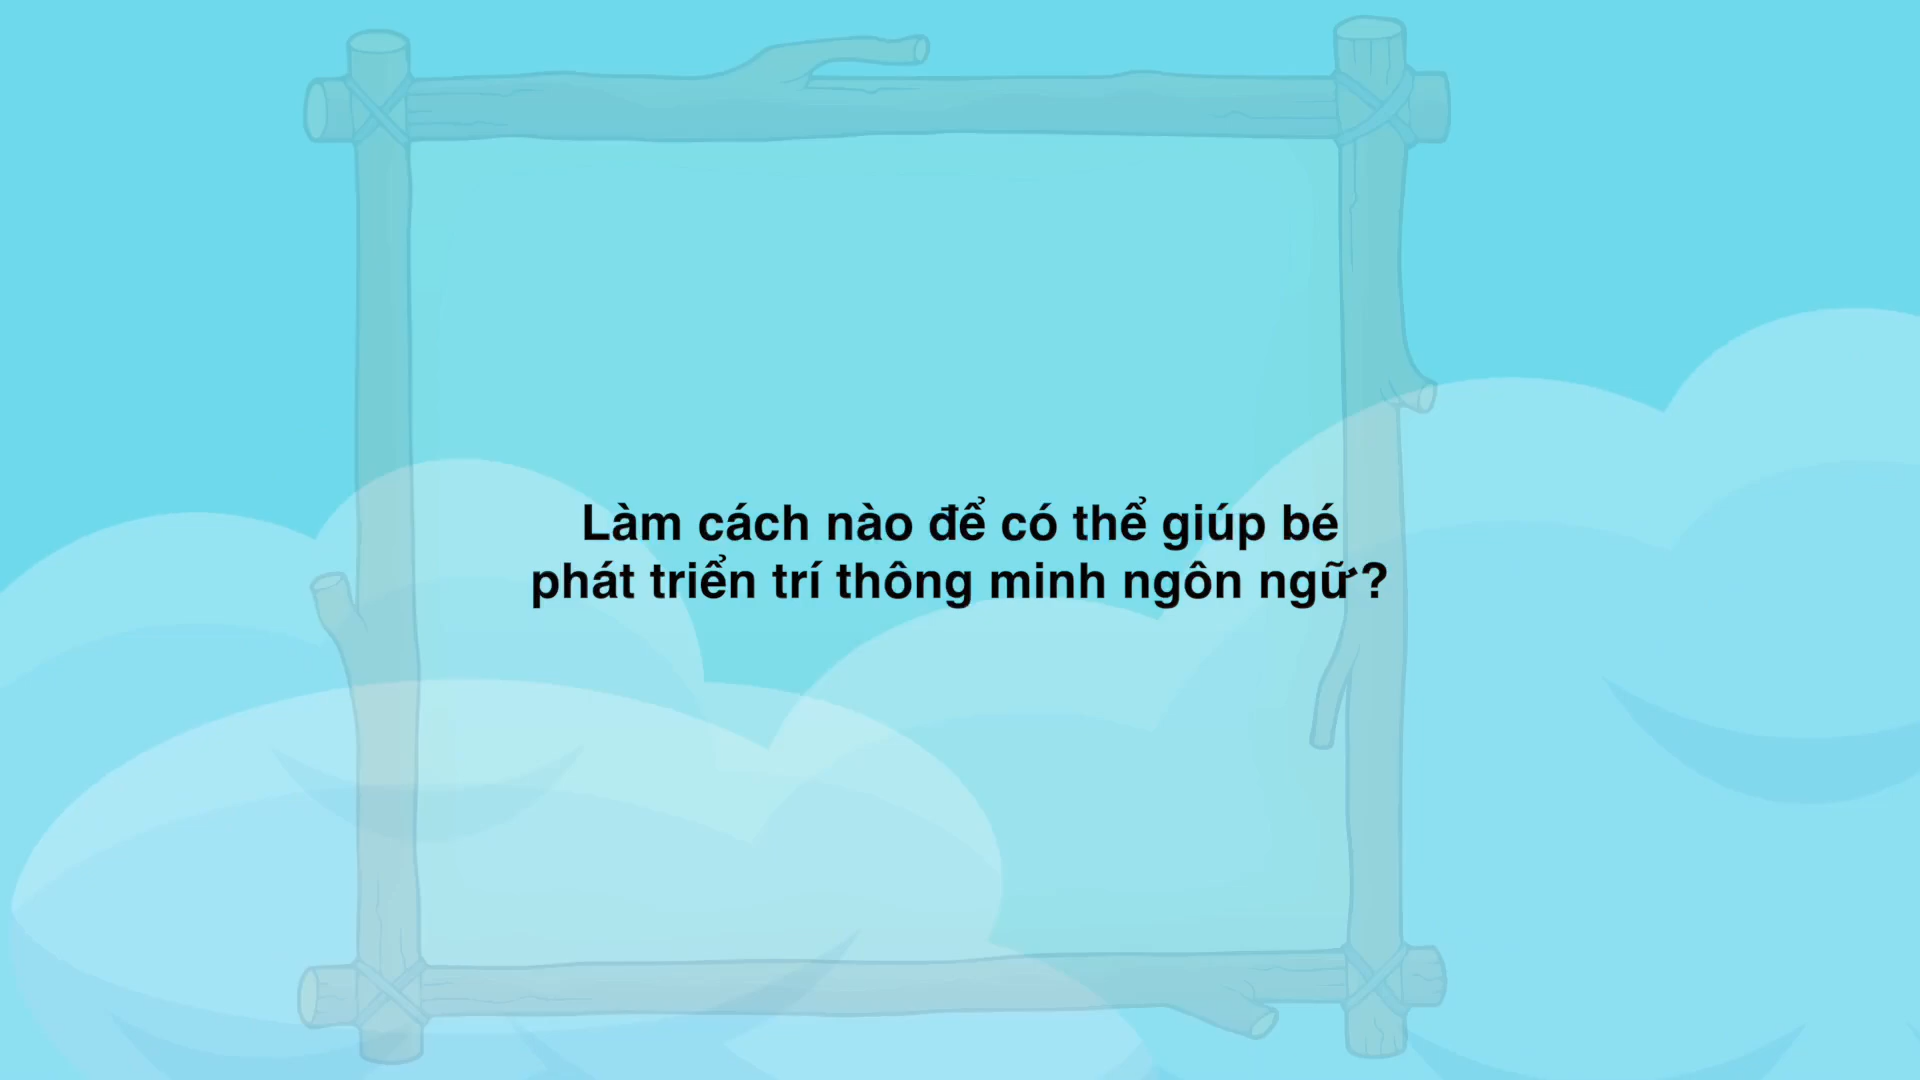 Làm cách nào để có thể giúp bé
phát triển trí thông minh ngôn ngữ?